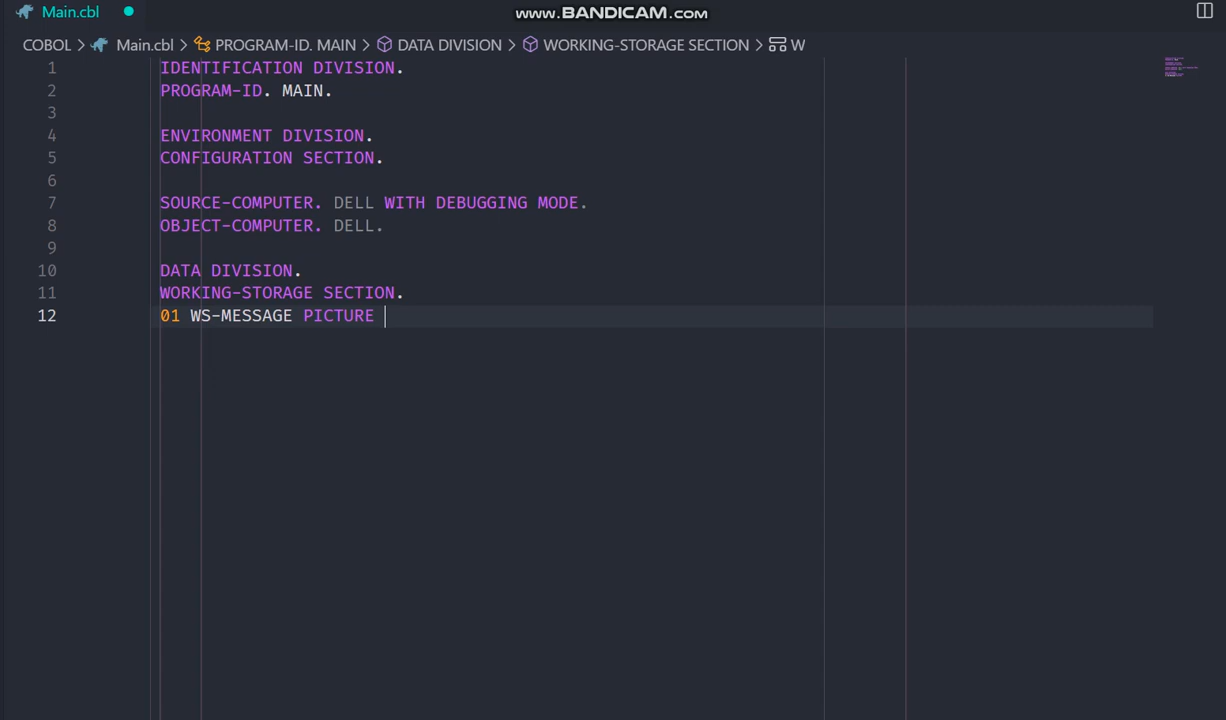 Main.cbl
www.BANDICAM.com
COBOL > Main.cbl > PROGRAM-ID. MAIN > DATA DIVISION > WORKING-STORAGE SECTION > W
1 IDENTIFICATION DIVISION.
2 PROGRAM-ID. MAIN.
3
4 ENVIRONMENT DIVISION.
5 CONFIGURATION SECTION.
6
7 SOURCE-COMPUTER. DELL WITH DEBUGGING MODE.
8 OBJECT-COMPUTER. DELL.
9
10 DATA DIVISION.
11 WORKING-STORAGE SECTION.
12 01 WS-MESSAGE PICTURE